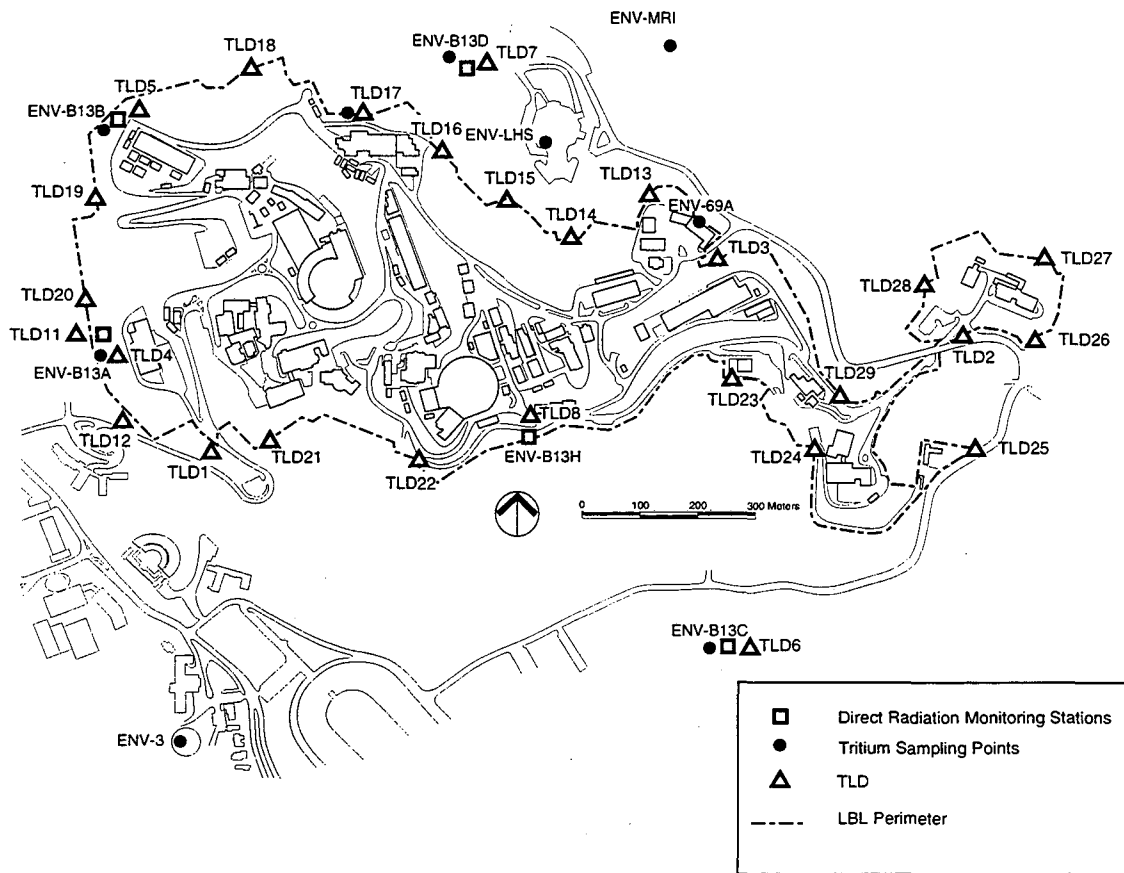 ENV-MRI
ENV-B13D
TLD7
TLD18
TLD5
ENV-B13B
TLD17
TLD16
ENV-LHS
TLD19
TLD15
TLD13
TLD14
ENV-69A
TLD3
TLD27
TLD28
TLD20
TLD11
TLD4
ENV-B13A
TLD2
TLD26
TLD29
TLD23
TLD12
TLD8
TLD1
TLD21
TLD22
ENV-B13H
TLD24
TLD25
0 100 200 300 Meters
ENV-B13C
TLD6
ENV-3
Direct Radiation Monitoring Stations
Tritium Sampling Points
TLD
LBL Perimeter